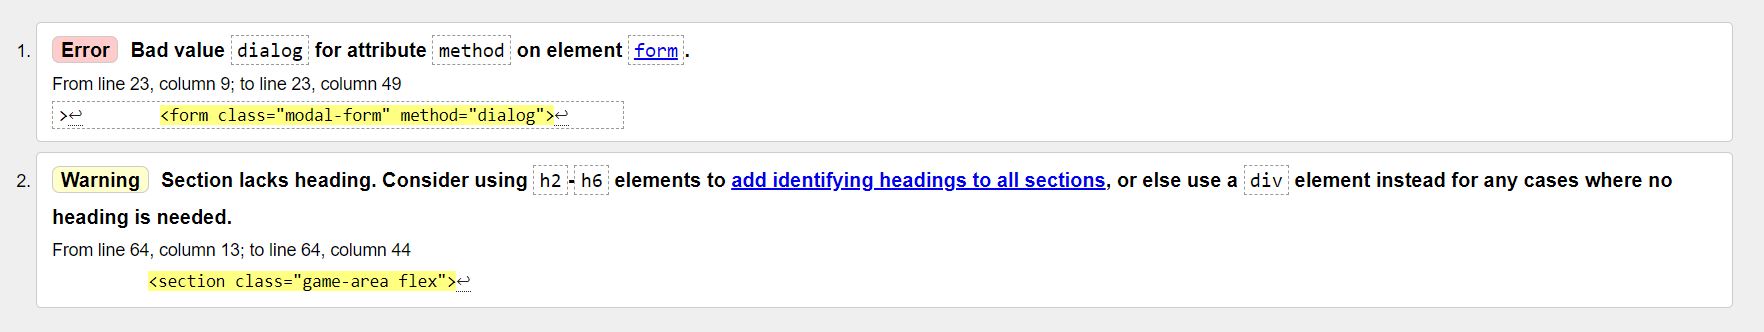 1. Error Bad value dialog for attribute method on element form.
From line 23, column 9; to line 23, column 49
>↩ <form class="modal-form" method="dialog">↩
2. Warning Section lacks heading. Consider using h2-h6 elements to add identifying headings to all sections, or else use a div element instead for any cases where no
heading is needed.
From line 64, column 13; to line 64, column 44
<section class="game-area flex">↩